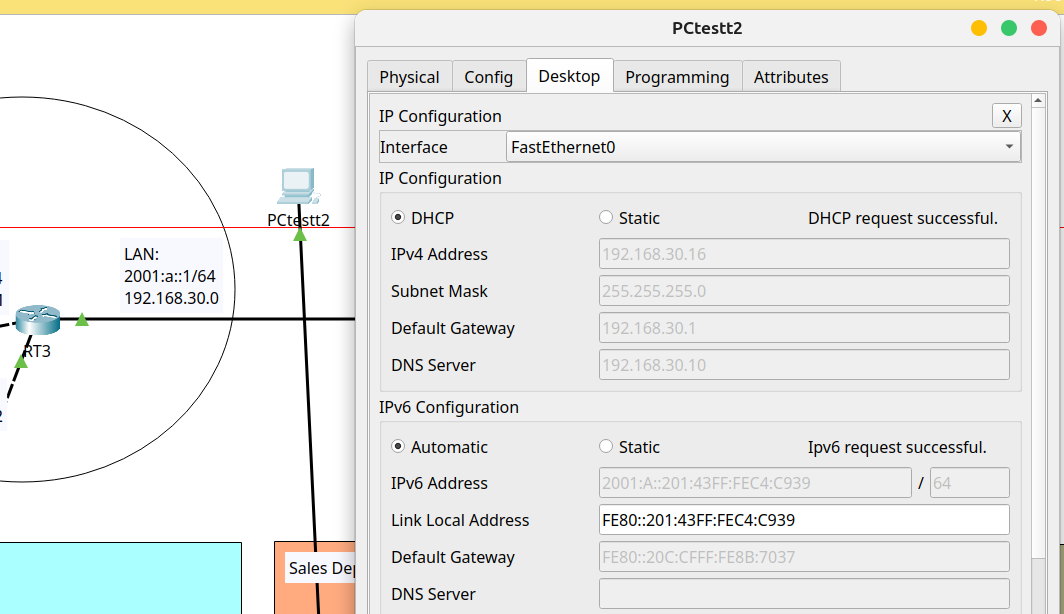 PCtestt2
Physical
Config
Desktop
Programming
Attributes
IP Configuration
X
Interface
FastEthernet0
IP Configuration
DHCP
Static
DHCP request successful.
IPv4 Address
192.168.30.16
Subnet Mask
255.255.255.0
Default Gateway
192.168.30.1
DNS Server
192.168.30.10
IPv6 Configuration
Automatic
Static
Ipv6 request successful.
IPv6 Address
2001:A::201:43FF:FEC4:C939
/
64
Link Local Address
FE80::201:43FF:FEC4:C939
Default Gateway
FE80::20C:CFFF:FE8B:7037
DNS Server
PCtestt2
LAN:
2001:a::1/64
192.168.30.0
RT3
Sales